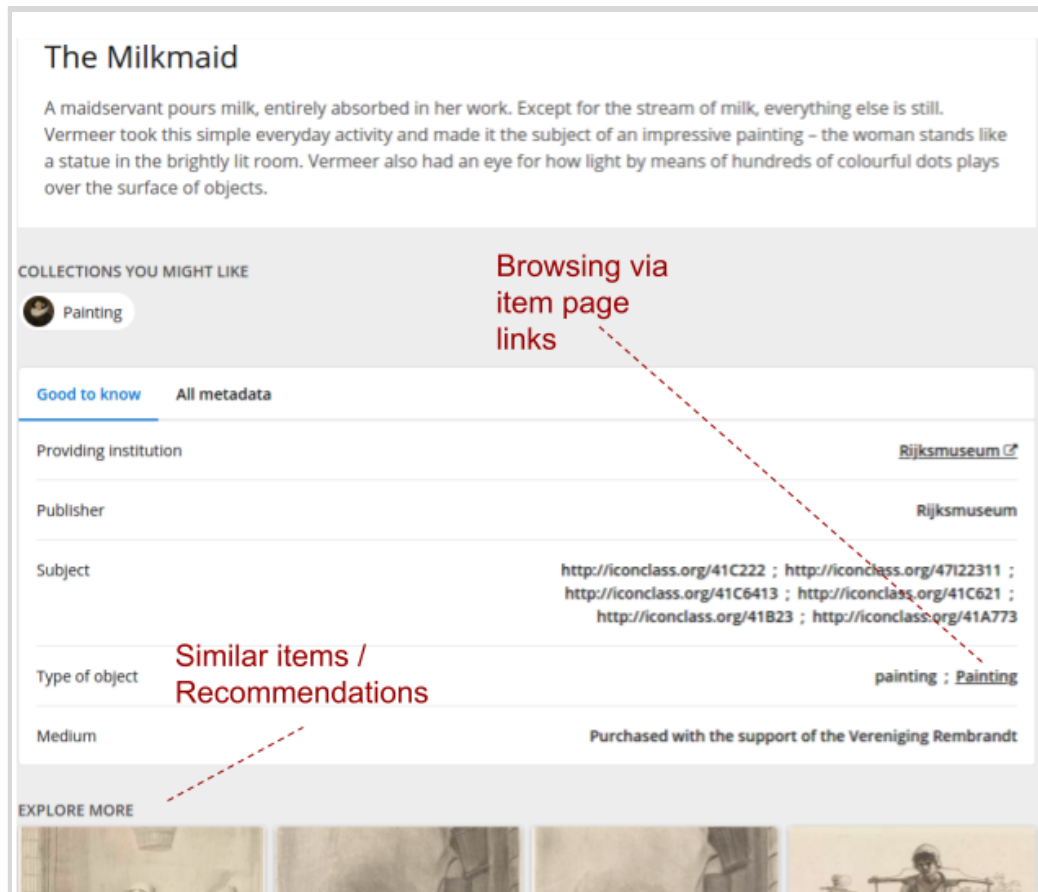 The Milkmaid
A maidservant pours milk, entirely absorbed in her work. Except for the stream of milk, everything else is still.
Vermeer took this simple everyday activity and made it the subject of an impressive painting – the woman stands like
a statue in the brightly lit room. Vermeer also had an eye for how light by means of hundreds of colourful dots plays
over the surface of objects.
COLLECTIONS YOU MIGHT LIKE
Painting
Browsing via
item page
links
Good to know All metadata
Providing institution Rijksmuseum
Publisher Rijksmuseum
Subject http://iconclass.org/41C222 ; http://iconclass.org/47I22311 ;
http://iconclass.org/41C6413 ; http://iconclass.org/41C621 ;
http://iconclass.org/41B23 ; http://iconclass.org/41A773
Similar items /
Recommendations
Type of object painting ; Painting
Medium Purchased with the support of the Vereniging Rembrandt
EXPLORE MORE